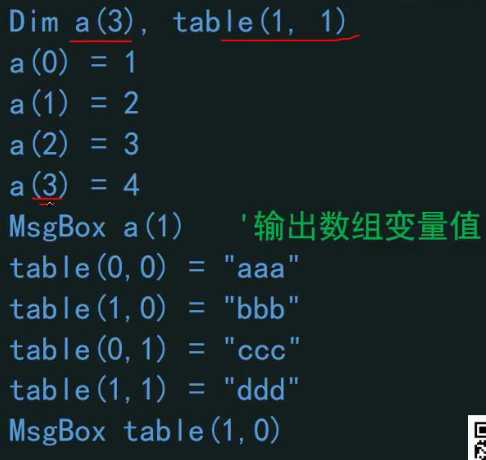 Dim a(3), table(1, 1)
a(0) = 1
a(1) = 2
a(2) = 3
a(3) = 4
MsgBox a(1)   '输出数组变量值
table(0,0) = "aaa"
table(1,0) = "bbb"
table(0,1) = "ccc"
table(1,1) = "ddd"
MsgBox table(1,0)